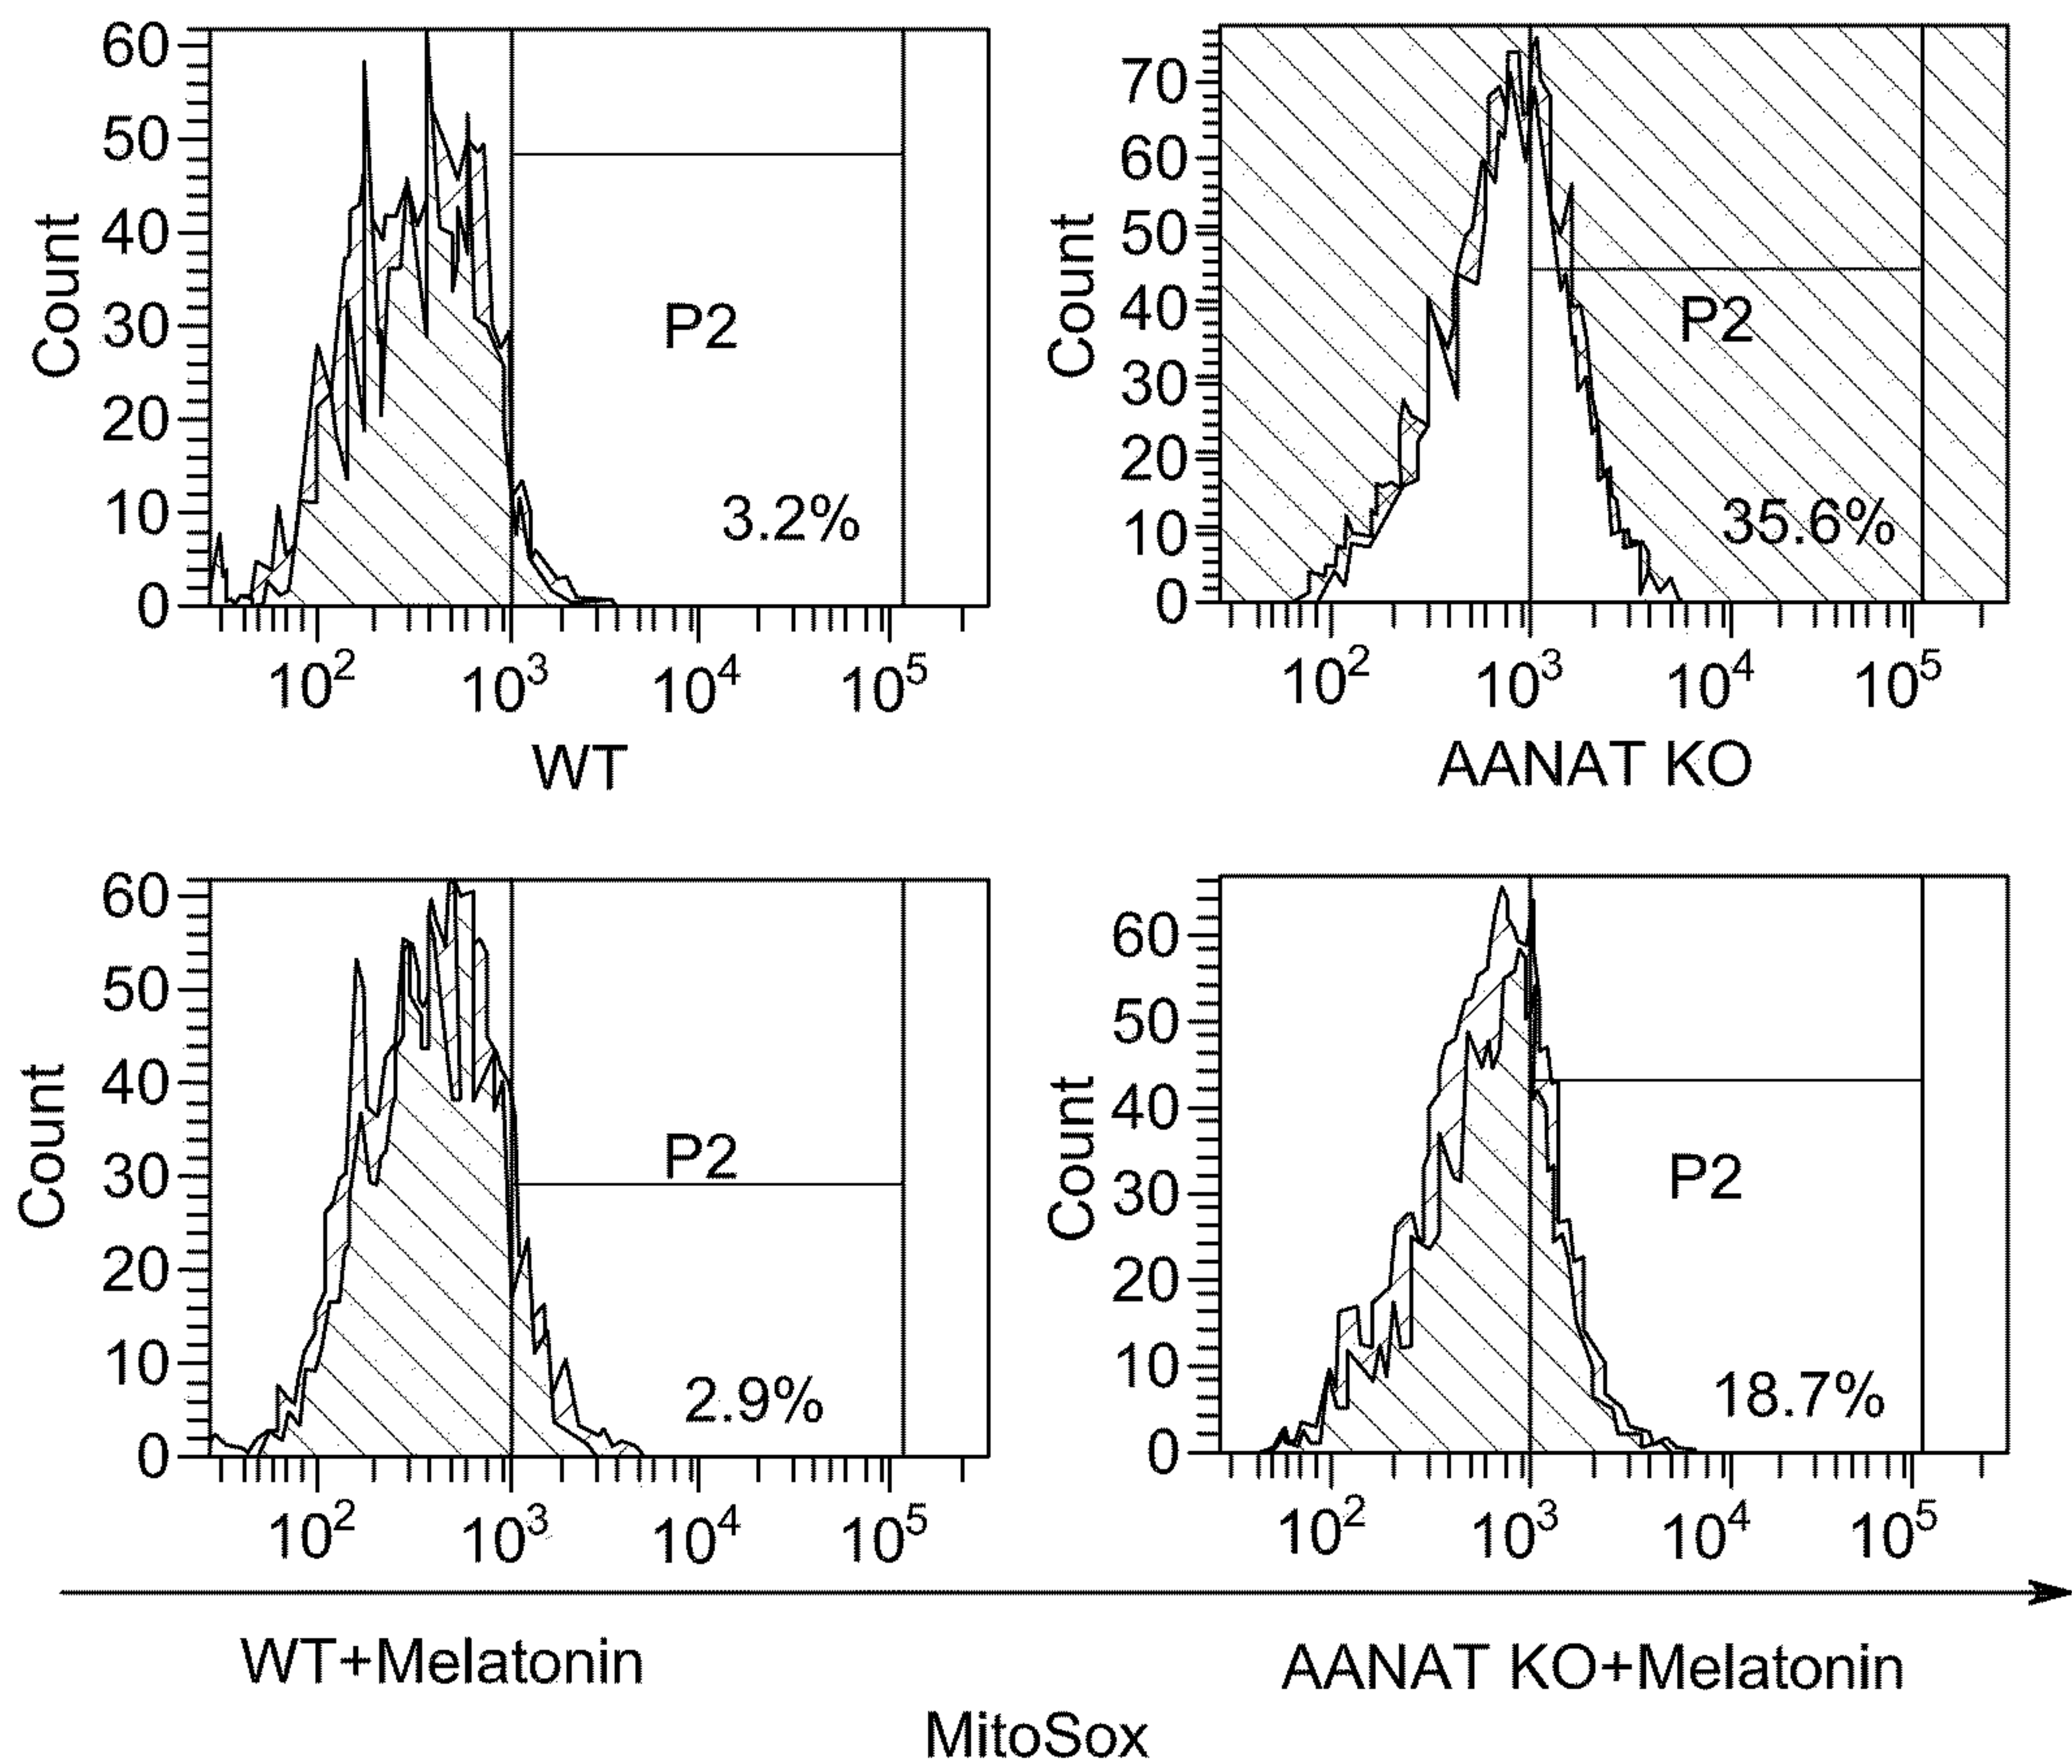 60
50
40
30
20
10
0
Count
P2
3.2%
10² 10³ 10⁴ 10⁵
WT
70
60
50
40
30
20
10
0
Count
P2
35.6%
10² 10³ 10⁴ 10⁵
AANAT KO
60
50
40
30
20
10
0
Count
P2
2.9%
10² 10³ 10⁴ 10⁵
WT+Melatonin
60
50
40
30
20
10
0
Count
P2
18.7%
10² 10³ 10⁴ 10⁵
AANAT KO+Melatonin
MitoSox